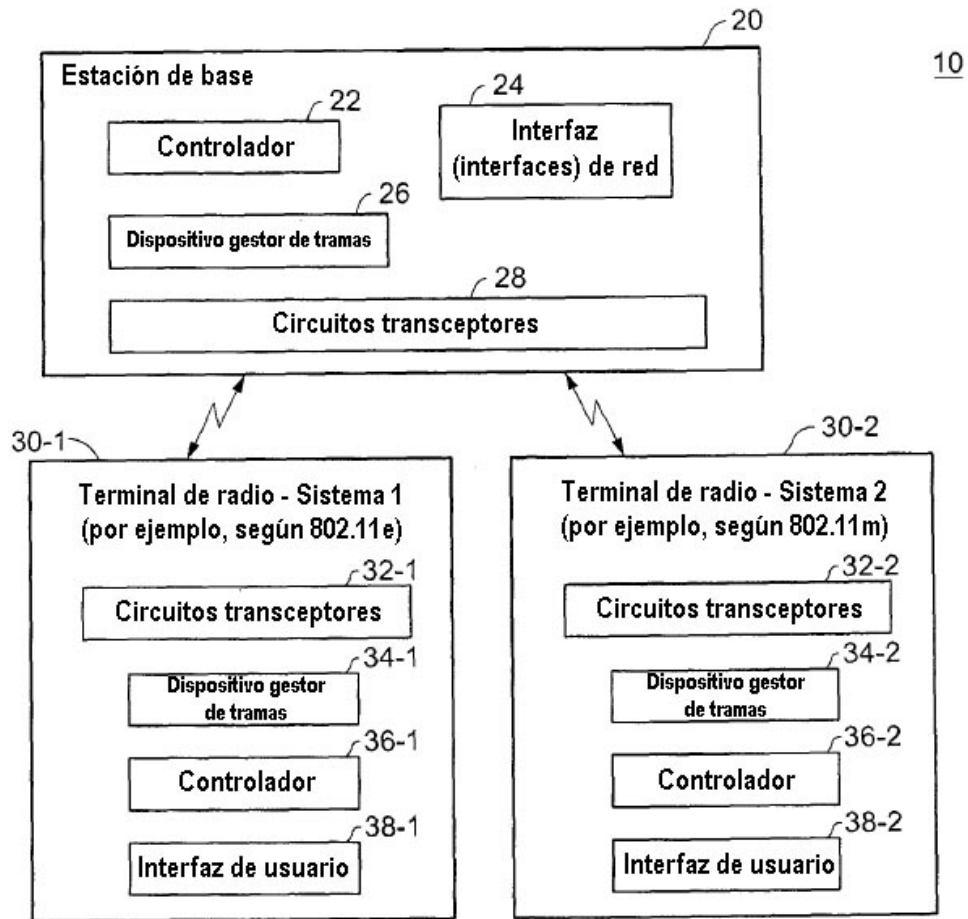 20
10
Estación de base
22
Controlador
24
Interfaz
(interfaces) de red
26
Dispositivo gestor de tramas
28
Circuitos transceptores
30-1
Terminal de radio - Sistema 1
(por ejemplo, según 802.11e)
32-1
Circuitos transceptores
34-1
Dispositivo gestor
de tramas
36-1
Controlador
38-1
Interfaz de usuario
30-2
Terminal de radio - Sistema 2
(por ejemplo, según 802.11m)
32-2
Circuitos transceptores
34-2
Dispositivo gestor
de tramas
36-2
Controlador
38-2
Interfaz de usuario